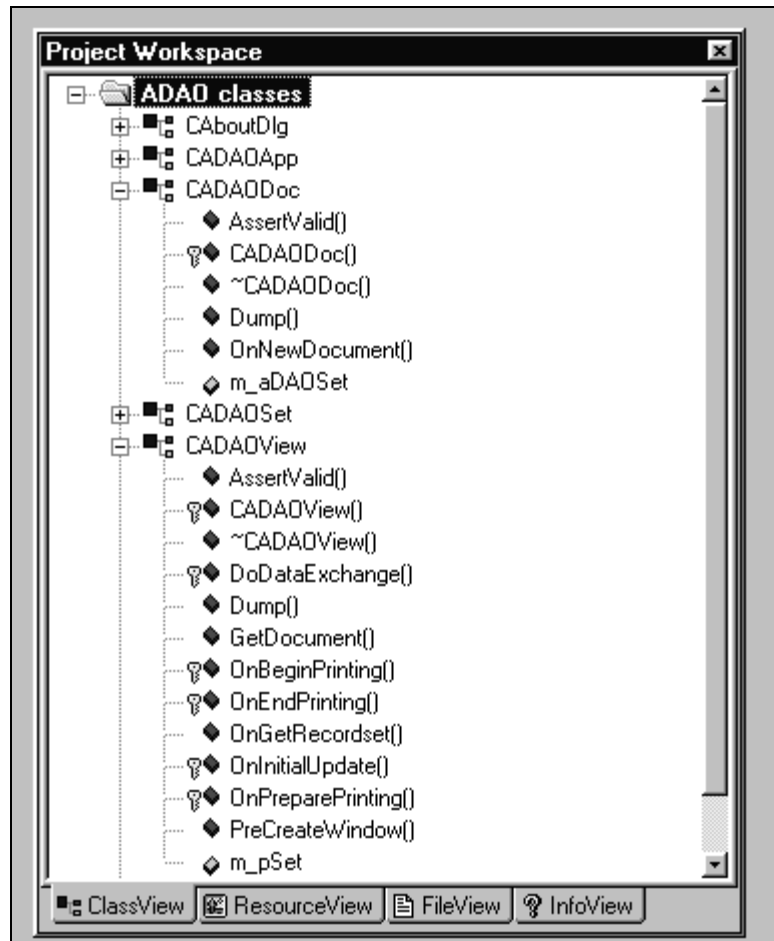 Project Workspace
ADAO classes
CAboutDlg
CADAOApp
CADAODoc
AssertValid()
CADAODoc()
~CADAODoc()
Dump()
OnNewDocument()
m_aDAOSet
CADAOSet
CADAOView
AssertValid()
CADAOView()
~CADAOView()
DoDataExchange()
Dump()
GetDocument()
OnBeginPrinting()
OnEndPrinting()
OnGetRecordset()
OnInitialUpdate()
OnPreparePrinting()
PreCreateWindow()
m_pSet
ClassView ResourceView FileView InfoView